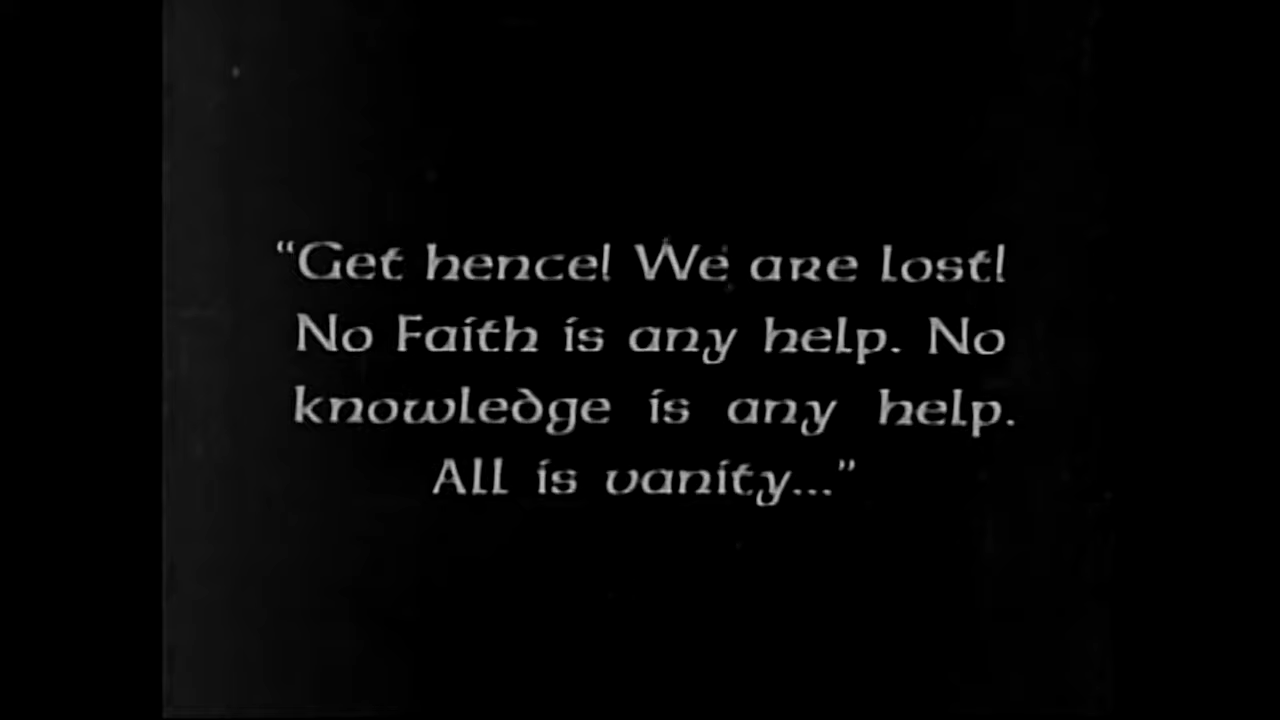 “Get hence! We are lost!
No Faith is any help. No
knowledge is any help.
All is vanity...”